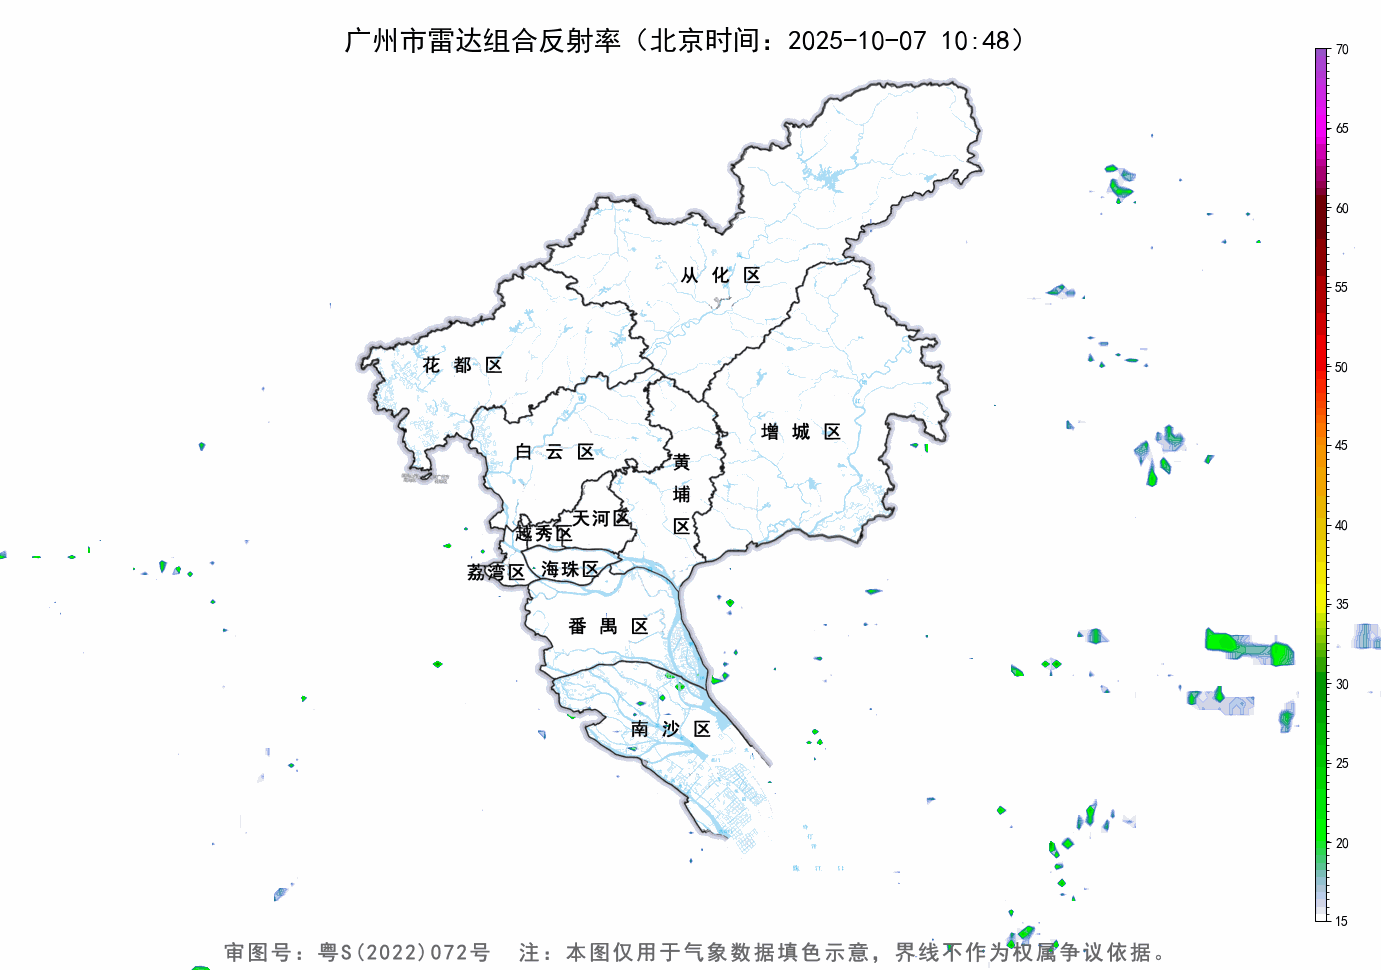 广州市雷达组合反射率（北京时间：2025-10-07 10:48）
70
65
60
55
50
45
40
35
30
25
20
15
从化区
花都区
增城区
白云区
黄埔区
天河区
越秀区
荔湾区
海珠区
番禺区
南沙区
审图号：粤S(2022)072号 注：本图仅用于气象数据填色示意，界线不作为权属争议依据。